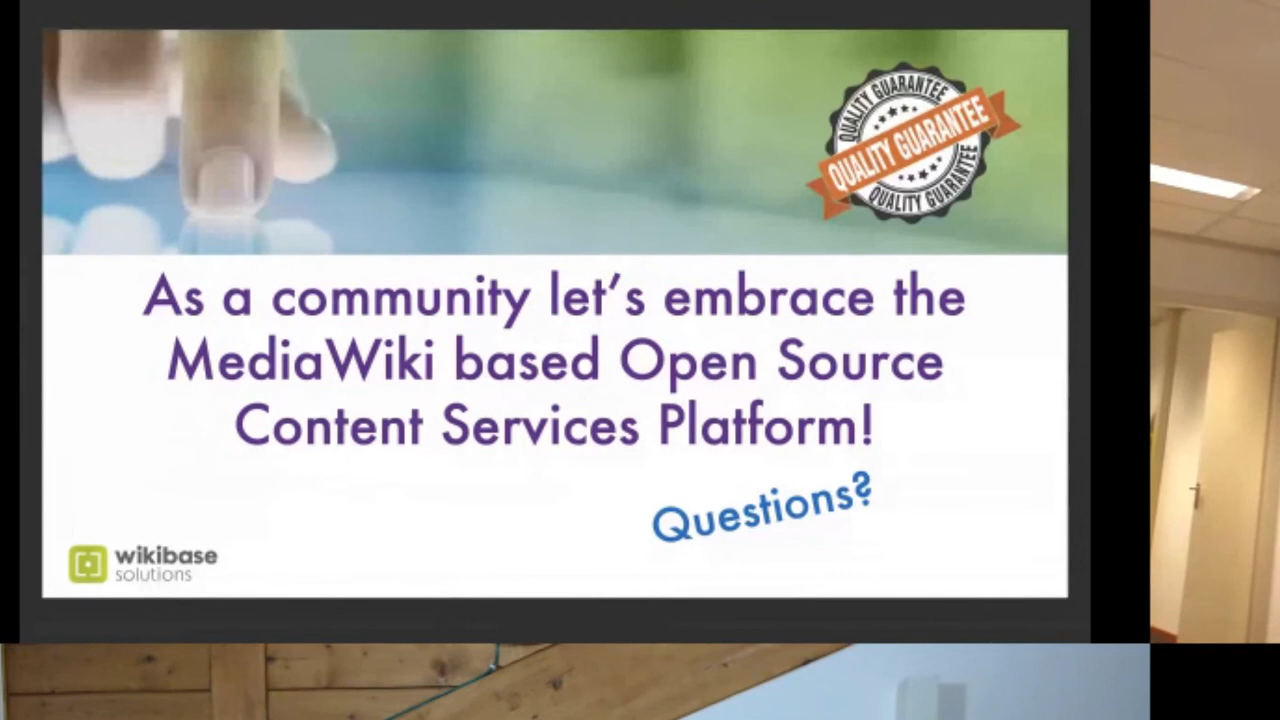 QUALITY GUARANTEE
QUALITY GUARANTEE
QUALITY GUARANTEE
As a community let’s embrace the
MediaWiki based Open Source
Content Services Platform!
Questions?
wikibase
solutions